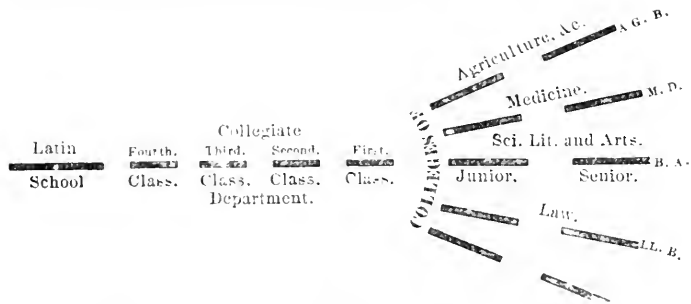 Agriculture, &c. A G. B.
Medicine. M. D.
Collegiate
Latin Fourth. Third. Second. First. Sci. Lit. and Arts.
School Class. Class. Class. Class. Junior. Senior. B. A.
Department.
COLLEGES OF
Law. LL. B.